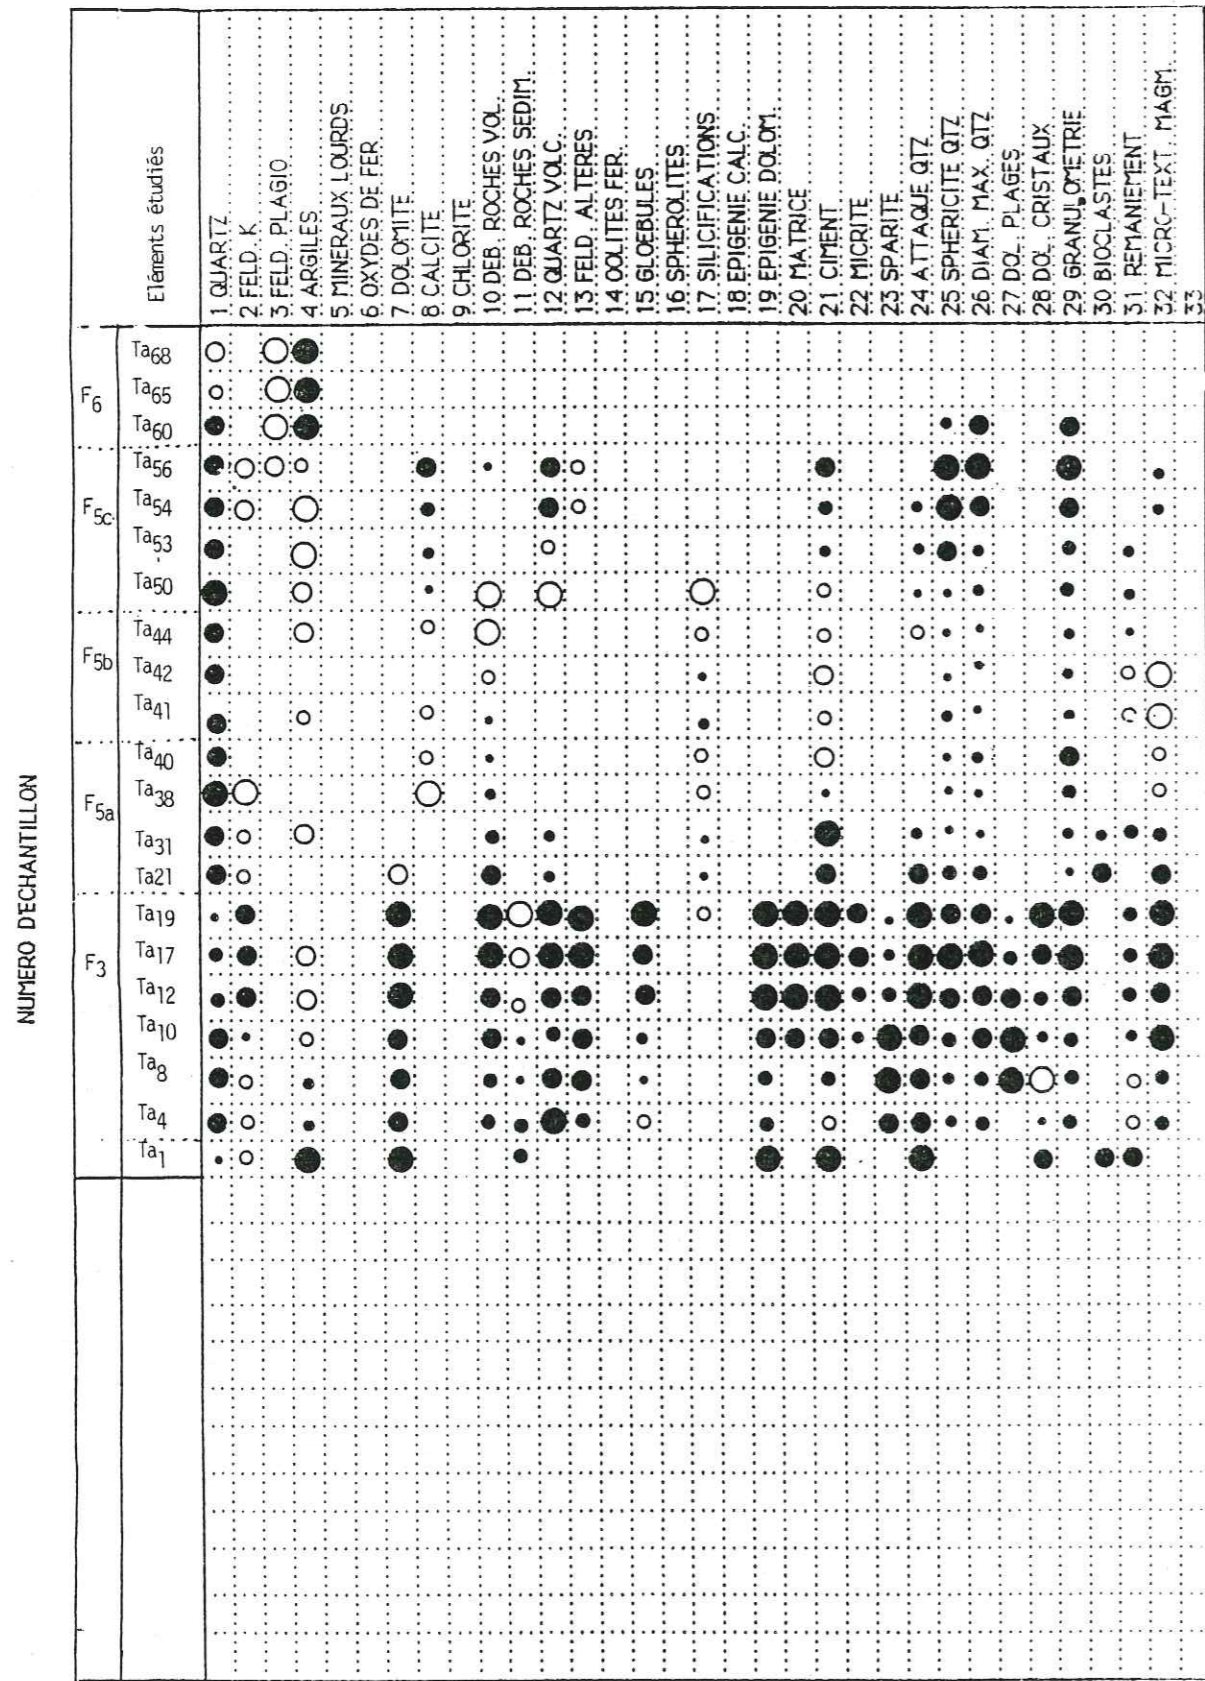 Eléments étudiés
1 QUARTZ
2 FELD. K
3 FELD. PLAGIO
4 ARGILES
5 MINERAUX LOURDS
6 OXYDES DE FER
7 DOLOMITE
8 CALCITE
9 CHLORITE
10 DEB. ROCHES VOL.
11 DEB. ROCHES SEDIM.
12 QUARTZ VOLC.
13 FELD. ALTERES
14 OOLITES FER.
15 GLOEBULES
16 SPHEROLITES
17 SILICIFICATIONS
18 EPIGENIE CALC.
19 EPIGENIE DOLOM.
20 MATRICE
21 CIMENT
22 MICRITE
23 SPARITE
24 ATTAQUE QTZ
25 SPHERICITE QTZ
26 DIAM. MAX. QTZ
27 DOL. PLAGES
28 DOL. CRISTAUX
29 GRANULOMETRIE
30 BIOCLASTES
31 REMANIEMENT
32 MICRO-TEXT. MAGM.
33
F6
Ta68
Ta65
Ta60
F5c
Ta56
Ta54
Ta53
Ta50
F5b
Ta44
Ta42
Ta41
F5a
Ta40
Ta38
Ta31
Ta21
F3
Ta19
Ta17
Ta12
Ta10
Ta8
Ta4
Ta1
NUMERO D'ECHANTILLON